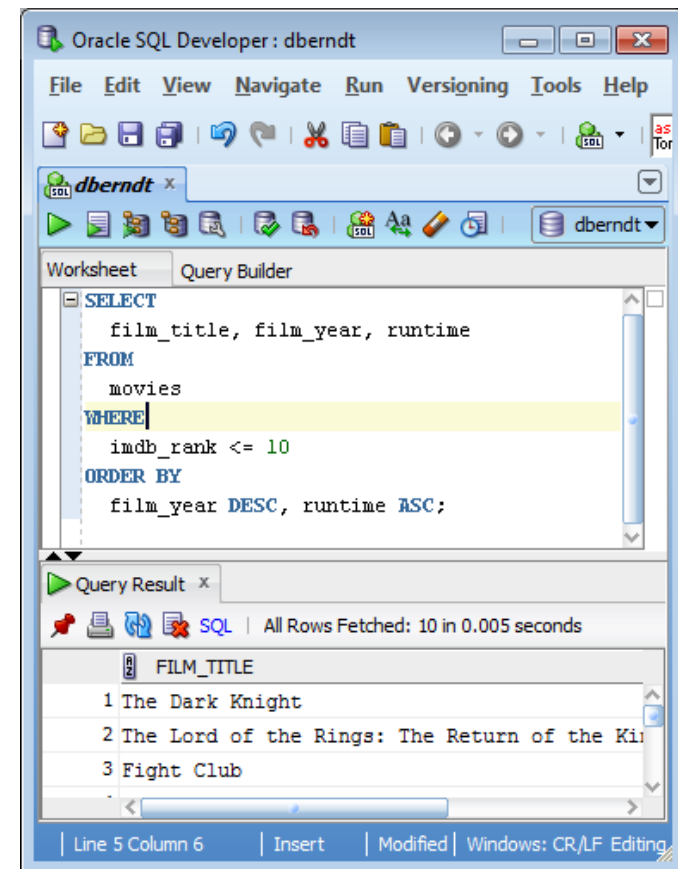 Oracle SQL Developer : dberndt
File Edit View Navigate Run Versioning Tools Help
dberndt
dberndt
Worksheet Query Builder
SELECT
film_title, film_year, runtime
FROM
movies
WHERE
imdb_rank <= 10
ORDER BY
film_year DESC, runtime ASC;
Query Result x
SQL | All Rows Fetched: 10 in 0.005 seconds
FILM_TITLE
1 The Dark Knight
2 The Lord of the Rings: The Return of the
3 Fight Club
Line 5 Column 6 | Insert | Modified | Windows: CR/LF Editing